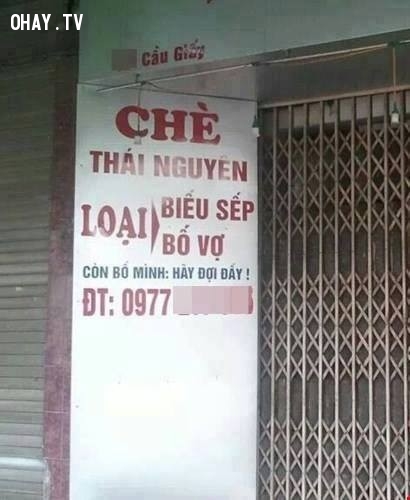 OHAY.TV
Cầu Giấy
CHÈ
THÁI NGUYÊN
LOẠI BIẾU SẾP
BỐ VỢ
CÒN BỐ MÌNH: HÃY ĐỢI ĐẤY !
ĐT: 0977